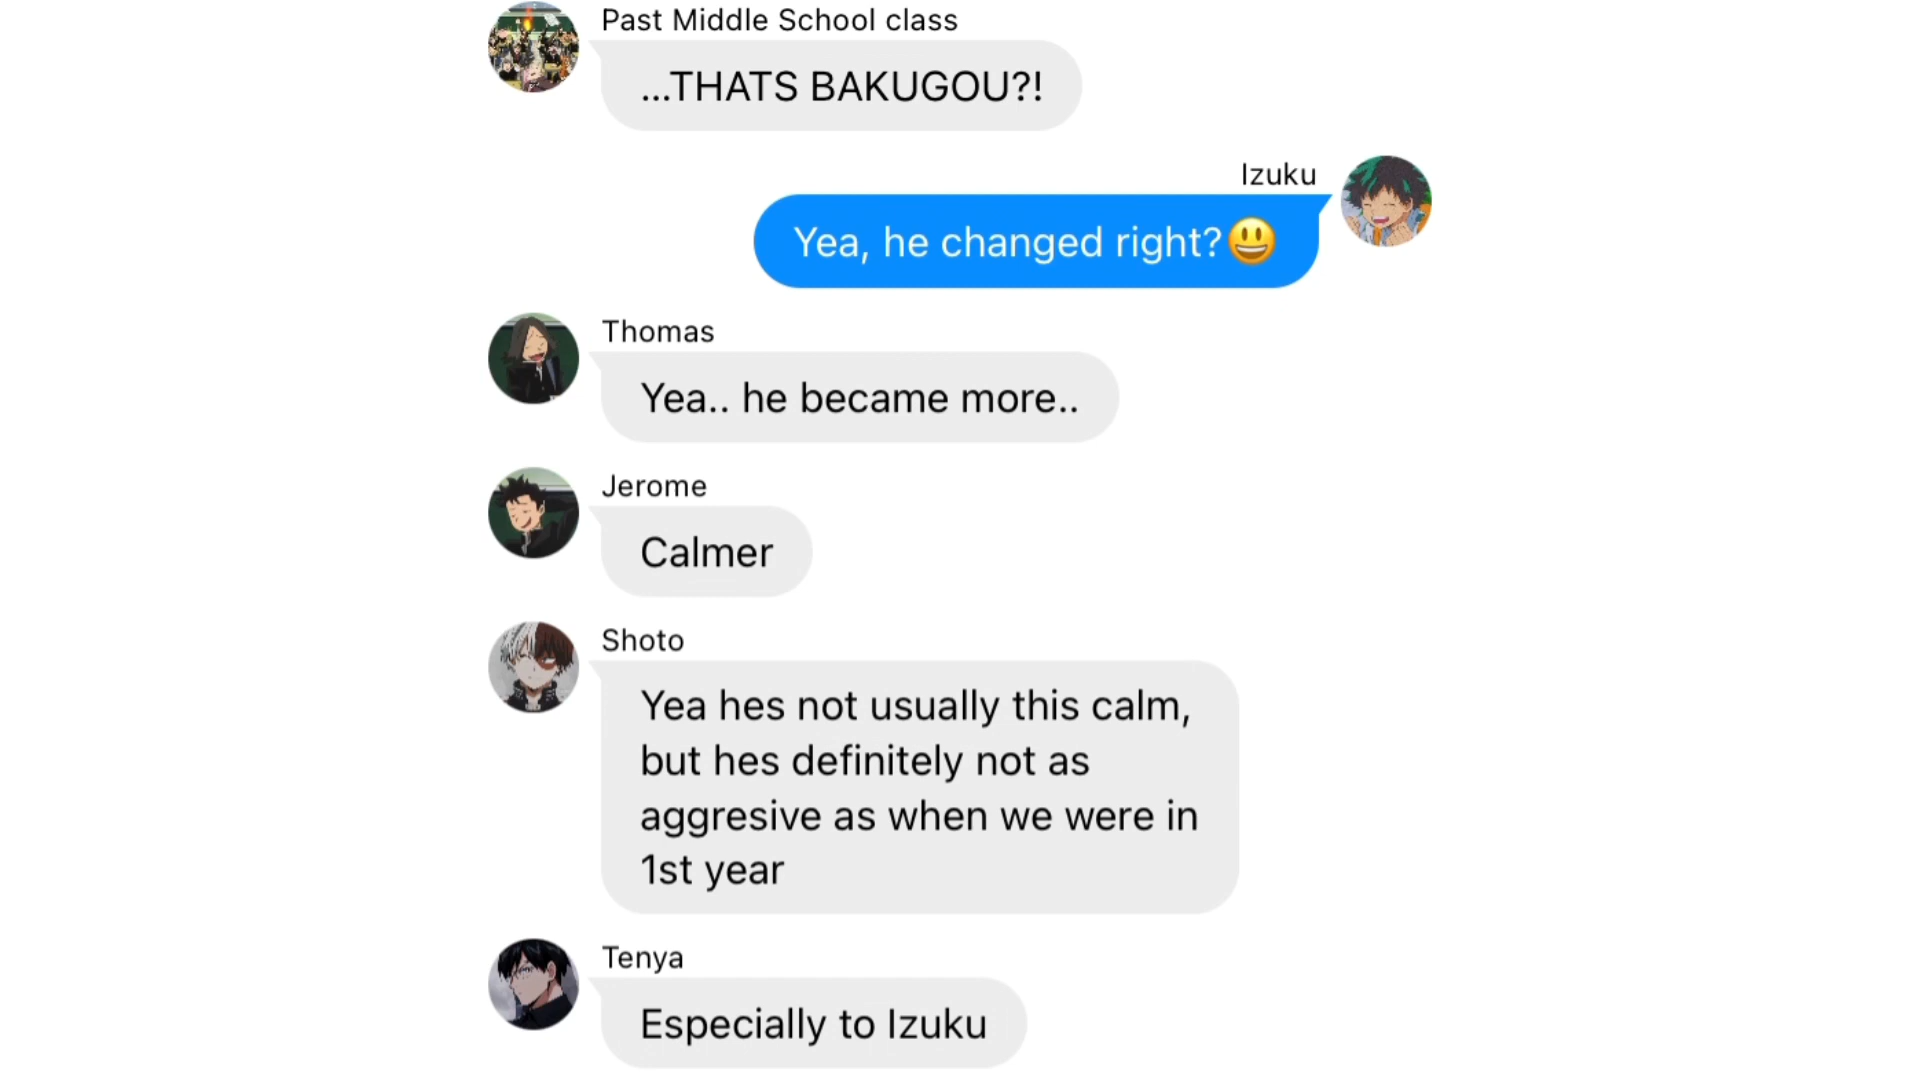 Past Middle School class
...THATS BAKUGOU?!
Izuku
Yea, he changed right?😃
Thomas
Yea.. he became more..
Jerome
Calmer
Shoto
Yea hes not usually this calm,
but hes definitely not as
aggresive as when we were in
1st year
Tenya
Especially to Izuku